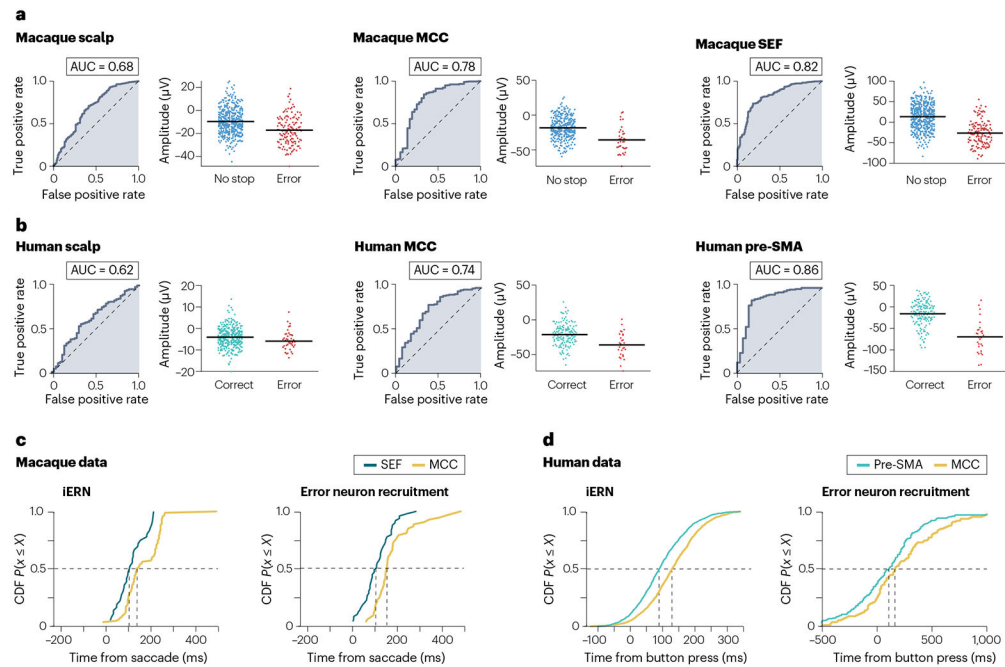 a
Macaque scalp
AUC = 0.68
True positive rate
1.0
0.5
0
0 0.5 1.0
False positive rate
Amplitude (µV)
20
0
−20
−40
No stop Error
Macaque MCC
AUC = 0.78
True positive rate
1.0
0.5
0
0 0.5 1.0
False positive rate
Amplitude (µV)
50
0
−50
No stop Error
Macaque SEF
AUC = 0.82
True positive rate
1.0
0.5
0
0 0.5 1.0
False positive rate
Amplitude (µV)
100
50
0
−50
−100
No stop Error
b
Human scalp
AUC = 0.62
True positive rate
1.0
0.5
0
0 0.5 1.0
False positive rate
Amplitude (µV)
20
10
0
−10
−20
Correct Error
Human MCC
AUC = 0.74
True positive rate
1.0
0.5
0
0 0.5 1.0
False positive rate
Amplitude (µV)
50
0
−50
Correct Error
Human pre-SMA
AUC = 0.86
True positive rate
1.0
0.5
0
0 0.5 1.0
False positive rate
Amplitude (µV)
50
0
−50
−100
−150
Correct Error
c
Macaque data
SEF MCC
iERN
CDF P(x ≤ X)
1.0
0.5
0
−200 0 200 400
Time from saccade (ms)
Error neuron recruitment
CDF P(x ≤ X)
1.0
0.5
0
−200 0 200 400
Time from saccade (ms)
d
Human data
Pre-SMA MCC
iERN
CDF P(x ≤ X)
1.0
0.5
0
−100 0 100 200 300
Time from button press (ms)
Error neuron recruitment
CDF P(x ≤ X)
1.0
0.5
0
−500 0 500 1,000
Time from button press (ms)